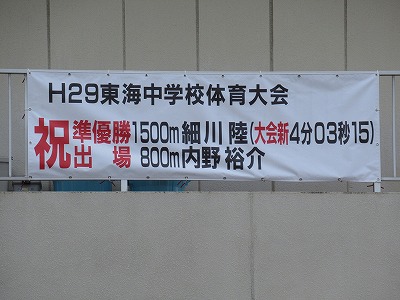 H29東海中学校体育大会
祝 準優勝 1500m 細川 陸(大会新4分03秒15)
出場 800m 内野 裕介